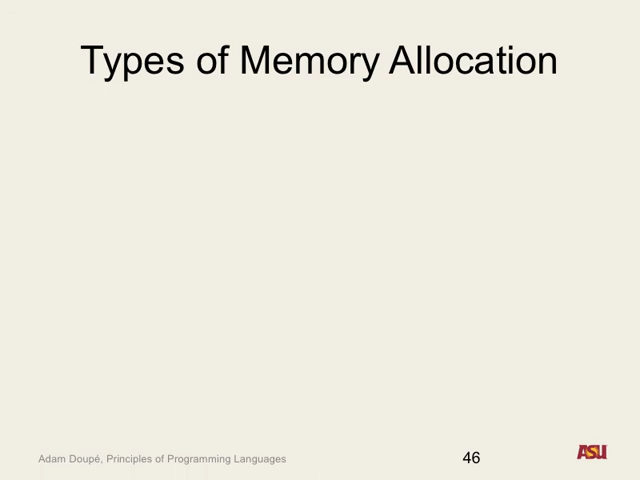 Types of Memory Allocation
Adam Doupé, Principles of Programming Languages
46
ASU